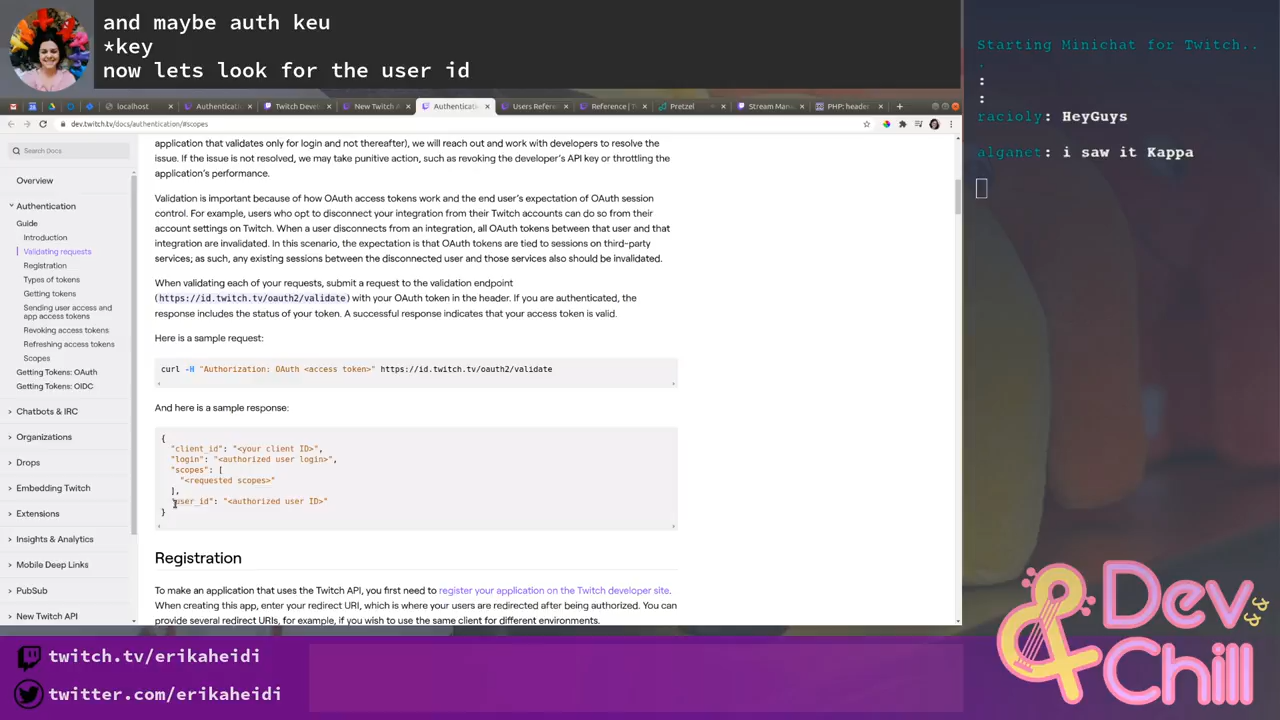 and maybe auth keu
*key
now lets look for the user id
Starting Minichat for Twitch..
.
:
:
racioly: HeyGuys
alganet: i saw it Kappa
localhost
Authenticati
Twitch Devel
New Twitch A
Authenticati
Users Refere
Reference | Tw
Pretzel
Stream Mana
PHP: header
dev.twitch.tv/docs/authentication/#scopes
Search Docs
Overview
Authentication
Guide
Introduction
Validating requests
Registration
Types of tokens
Getting tokens
Sending user access and
app access tokens
Revoking access tokens
Refreshing access tokens
Scopes
Getting Tokens: OAuth
Getting Tokens: OIDC
Chatbots & IRC
Organizations
Drops
Embedding Twitch
Extensions
Insights & Analytics
Mobile Deep Links
PubSub
New Twitch API
application that validates only for login and not thereafter), we will reach out and work with developers to resolve the
issue. If the issue is not resolved, we may take punitive action, such as revoking the developer's API key or throttling the
application's performance.
Validation is important because of how OAuth access tokens work and the end user's expectation of OAuth session
control. For example, users who opt to disconnect your integration from their Twitch accounts can do so from their
account settings on Twitch. When a user disconnects from an integration, all OAuth tokens between that user and that
integration are invalidated. In this scenario, the expectation is that OAuth tokens are tied to sessions on third-party
services; as such, any existing sessions between the disconnected user and those services also should be invalidated.
When validating each of your requests, submit a request to the validation endpoint
(https://id.twitch.tv/oauth2/validate) with your OAuth token in the header. If you are authenticated, the
response includes the status of your token. A successful response indicates that your access token is valid.
Here is a sample request:
curl -H "Authorization: OAuth <access token>" https://id.twitch.tv/oauth2/validate
And here is a sample response:
{
"client_id": "<your client ID>",
"login": "<authorized user login>",
"scopes": [
"<requested scopes>"
],
"user_id": "<authorized user ID>"
}
Registration
To make an application that uses the Twitch API, you first need to register your application on the Twitch developer site.
When creating this app, enter your redirect URI, which is where your users are redirected after being authorized. You can
provide several redirect URIs, for example, if you wish to use the same client for different environments.
twitch.tv/erikaheidi
twitter.com/erikaheidi
Dev
&
Chill